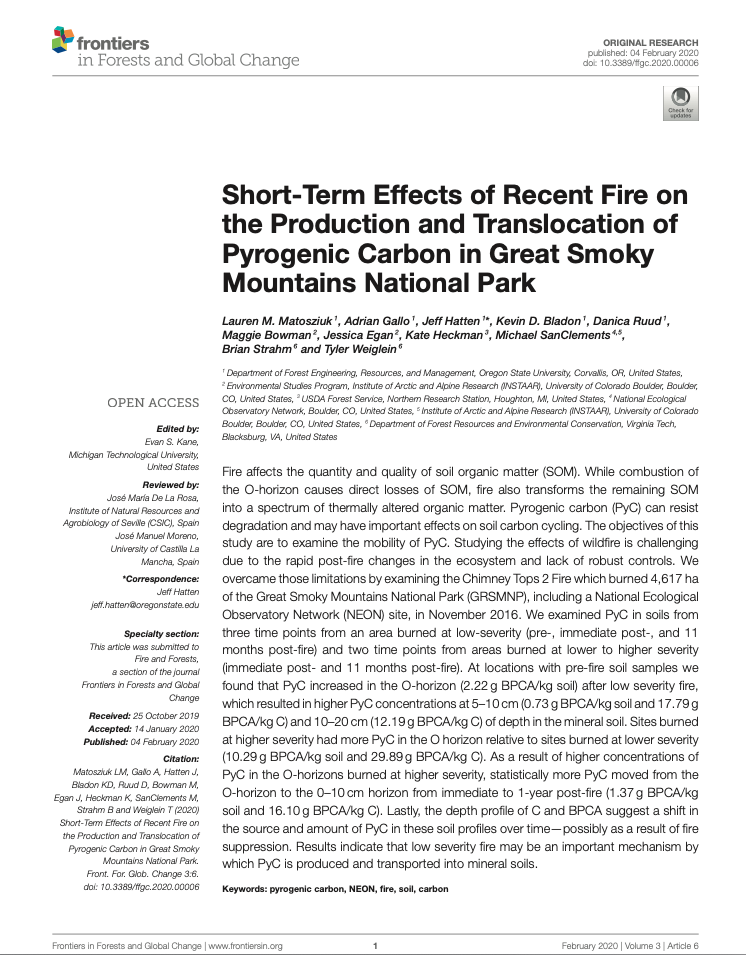 frontiers
in Forests and Global Change
ORIGINAL RESEARCH
published: 04 February 2020
doi: 10.3389/ffgc.2020.00006
Check for
updates
Short-Term Effects of Recent Fire on
the Production and Translocation of
Pyrogenic Carbon in Great Smoky
Mountains National Park
Lauren M. Matosziuk 1, Adrian Gallo 1, Jeff Hatten 1*, Kevin D. Bladon 1, Danica Ruud 1,
Maggie Bowman 2, Jessica Egan 2, Kate Heckman 3, Michael SanClements 4,5,
Brian Strahm 6 and Tyler Weiglein 6
1 Department of Forest Engineering, Resources, and Management, Oregon State University, Corvallis, OR, United States,
2 Environmental Studies Program, Institute of Arctic and Alpine Research (INSTAAR), University of Colorado Boulder, Boulder,
CO, United States, 3 USDA Forest Service, Northern Research Station, Houghton, MI, United States, 4 National Ecological
Observatory Network, Boulder, CO, United States, 5 Institute of Arctic and Alpine Research (INSTAAR), University of Colorado
Boulder, Boulder, CO, United States, 6 Department of Forest Resources and Environmental Conservation, Virginia Tech,
Blacksburg, VA, United States
OPEN ACCESS
Edited by:
Evan S. Kane,
Michigan Technological University,
United States
Reviewed by:
José María De La Rosa,
Institute of Natural Resources and
Agrobiology of Seville (CSIC), Spain
José Manuel Moreno,
University of Castilla La
Mancha, Spain
*Correspondence:
Jeff Hatten
jeff.hatten@oregonstate.edu
Specialty section:
This article was submitted to
Fire and Forests,
a section of the journal
Frontiers in Forests and Global
Change
Received: 25 October 2019
Accepted: 14 January 2020
Published: 04 February 2020
Citation:
Matosziuk LM, Gallo A, Hatten J,
Bladon KD, Ruud D, Bowman M,
Egan J, Heckman K, SanClements M,
Strahm B and Weiglein T (2020)
Short-Term Effects of Recent Fire on
the Production and Translocation of
Pyrogenic Carbon in Great Smoky
Mountains National Park.
Front. For. Glob. Change 3:6.
doi: 10.3389/ffgc.2020.00006
Fire affects the quantity and quality of soil organic matter (SOM). While combustion of
the O-horizon causes direct losses of SOM, fire also transforms the remaining SOM
into a spectrum of thermally altered organic matter. Pyrogenic carbon (PyC) can resist
degradation and may have important effects on soil carbon cycling. The objectives of this
study are to examine the mobility of PyC. Studying the effects of wildfire is challenging
due to the rapid post-fire changes in the ecosystem and lack of robust controls. We
overcame those limitations by examining the Chimney Tops 2 Fire which burned 4,617 ha
of the Great Smoky Mountains National Park (GRSMNP), including a National Ecological
Observatory Network (NEON) site, in November 2016. We examined PyC in soils from
three time points from an area burned at low-severity (pre-, immediate post-, and 11
months post-fire) and two time points from areas burned at lower to higher severity
(immediate post- and 11 months post-fire). At locations with pre-fire soil samples we
found that PyC increased in the O-horizon (2.22 g BPCA/kg soil) after low severity fire,
which resulted in higher PyC concentrations at 5–10 cm (0.73 g BPCA/kg soil and 17.79 g
BPCA/kg C) and 10–20 cm (12.19 g BPCA/kg C) of depth in the mineral soil. Sites burned
at higher severity had more PyC in the O horizon relative to sites burned at lower severity
(10.29 g BPCA/kg soil and 29.89 g BPCA/kg C). As a result of higher concentrations of
PyC in the O-horizons burned at higher severity, statistically more PyC moved from the
O-horizon to the 0–10 cm horizon from immediate to 1-year post-fire (1.37 g BPCA/kg
soil and 16.10 g BPCA/kg C). Lastly, the depth profile of C and BPCA suggest a shift in
the source and amount of PyC in these soil profiles over time—possibly as a result of fire
suppression. Results indicate that low severity fire may be an important mechanism by
which PyC is produced and transported into mineral soils.
Keywords: pyrogenic carbon, NEON, fire, soil, carbon
Frontiers in Forests and Global Change | www.frontiersin.org
1
February 2020 | Volume 3 | Article 6